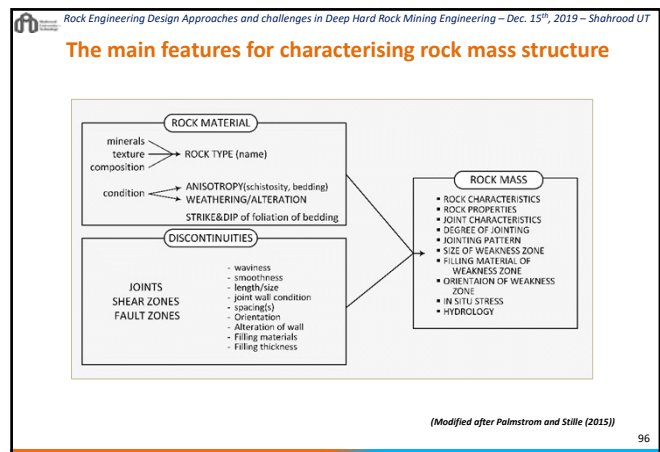 Rock Engineering Design Approaches and challenges in Deep Hard Rock Mining Engineering – Dec. 15th, 2019 – Shahrood UT
The main features for characterising rock mass structure
ROCK MATERIAL
minerals
texture
composition
ROCK TYPE (name)
condition
ANISOTROPY(schistosity, bedding)
WEATHERING/ALTERATION
STRIKE&DIP of foliation of bedding
DISCONTINUITIES
JOINTS
SHEAR ZONES
FAULT ZONES
- waviness
- smoothness
- length/size
- joint wall condition
- spacing(s)
- Orientation
- Alteration of wall
- Filling materials
- Filling thickness
ROCK MASS
▪ ROCK CHARACTERISTICS
▪ ROCK PROPERTIES
▪ JOINT CHARACTERISTICS
▪ DEGREE OF JOINTING
▪ JOINTING PATTERN
▪ SIZE OF WEAKNESS ZONE
▪ FILLING MATERIAL OF
WEAKNESS ZONE
▪ ORIENTAION OF WEAKNESS
ZONE
▪ IN SITU STRESS
▪ HYDROLOGY
(Modified after Palmstrom and Stille (2015))
96